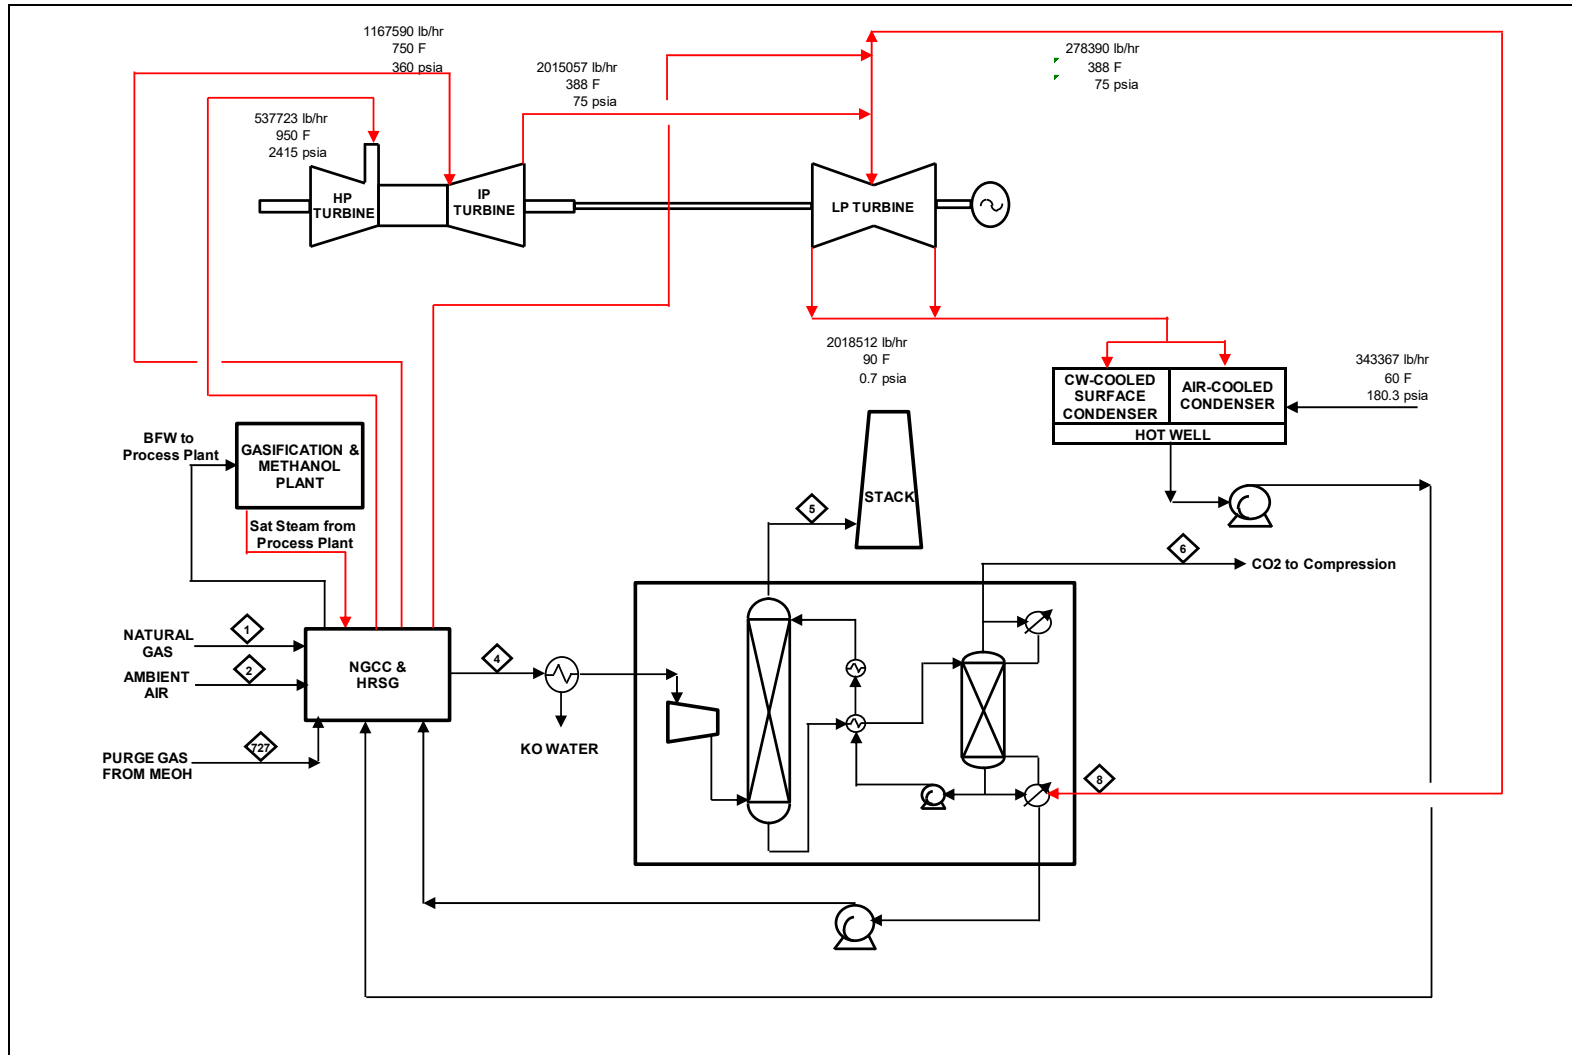 1167590 lb/hr
750 F
360 psia
2015057 lb/hr
388 F
75 psia
278390 lb/hr
388 F
75 psia
537723 lb/hr
950 F
2415 psia
HP
TURBINE
IP
TURBINE
LP TURBINE
2018512 lb/hr
90 F
0.7 psia
343367 lb/hr
60 F
180.3 psia
CW-COOLED
SURFACE
CONDENSER
AIR-COOLED
CONDENSER
HOT WELL
BFW to
Process Plant
GASIFICATION &
METHANOL
PLANT
Sat Steam from
Process Plant
STACK
5
6
CO2 to Compression
NATURAL
GAS
1
AMBIENT
AIR
2
NGCC &
HRSG
4
KO WATER
PURGE GAS
FROM MEOH
727
8